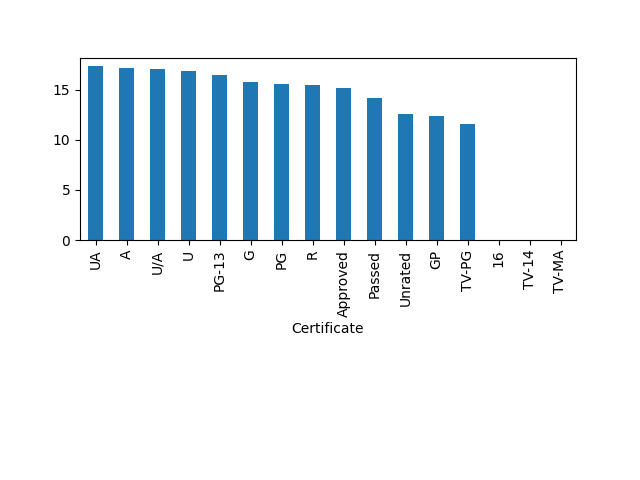 15
10
5
0
UA
A
U/A
U
PG-13
G
PG
R
Approved
Passed
Unrated
GP
TV-PG
16
TV-14
TV-MA
Certificate